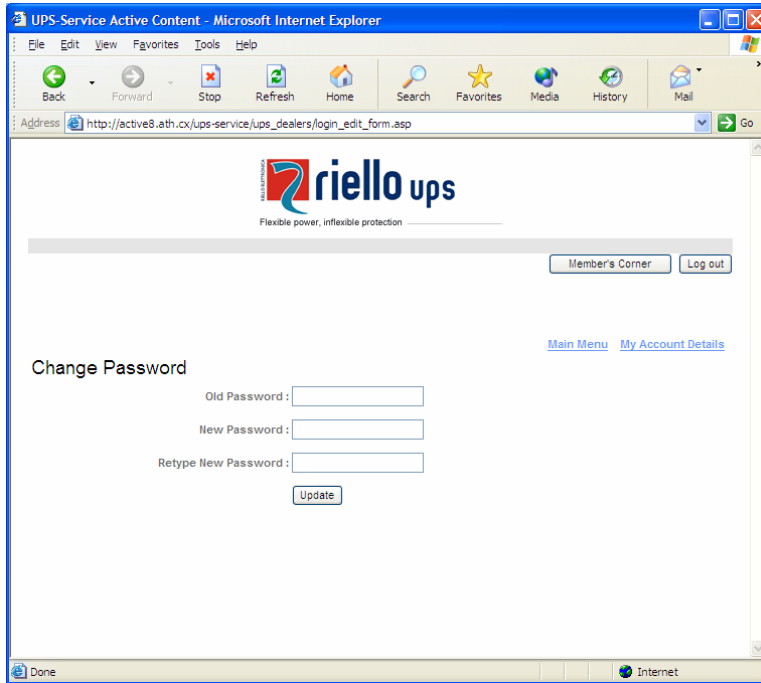 UPS-Service Active Content - Microsoft Internet Explorer
File Edit View Favorites Tools Help
Back Forward Stop Refresh Home Search Favorites Media History Mail
Address http://active8.ath.cx/ups-service/ups_dealers/login_edit_form.asp Go
RIELLO ELETTRONICA
riello ups
Flexible power, inflexible protection
Member's Corner Log out
Main Menu My Account Details
Change Password
Old Password :
New Password :
Retype New Password :
Update
Done Internet